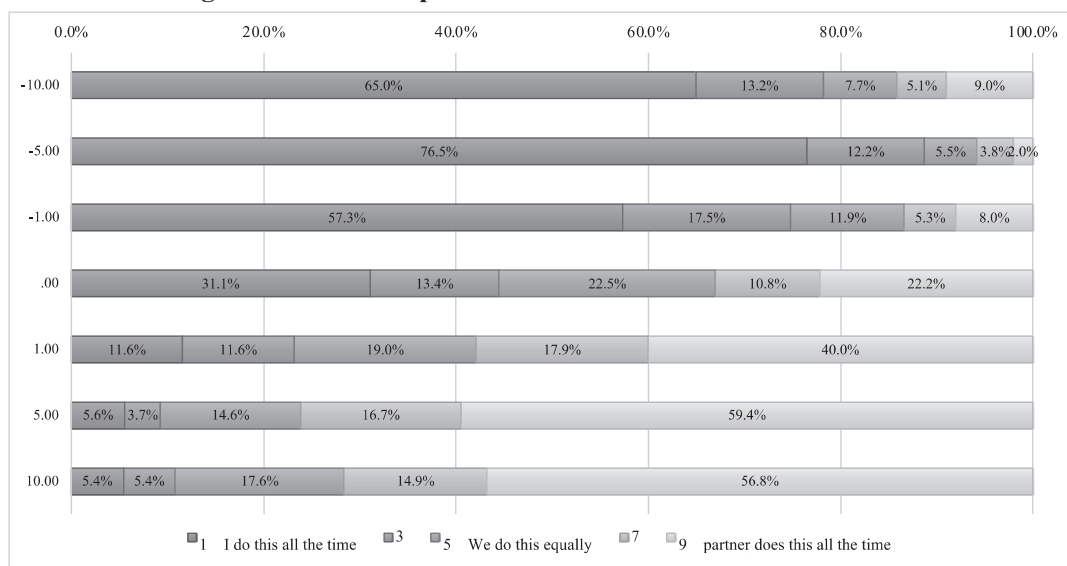 0.0% 20.0% 40.0% 60.0% 80.0% 100.0%
-10.00 65.0% 13.2% 7.7% 5.1% 9.0%
-5.00 76.5% 12.2% 5.5% 3.8% 2.0%
-1.00 57.3% 17.5% 11.9% 5.3% 8.0%
.00 31.1% 13.4% 22.5% 10.8% 22.2%
1.00 11.6% 11.6% 19.0% 17.9% 40.0%
5.00 5.6% 3.7% 14.6% 16.7% 59.4%
10.00 5.4% 5.4% 17.6% 14.9% 56.8%
1 I do this all the time 3 5 We do this equally 7 9 partner does this all the time